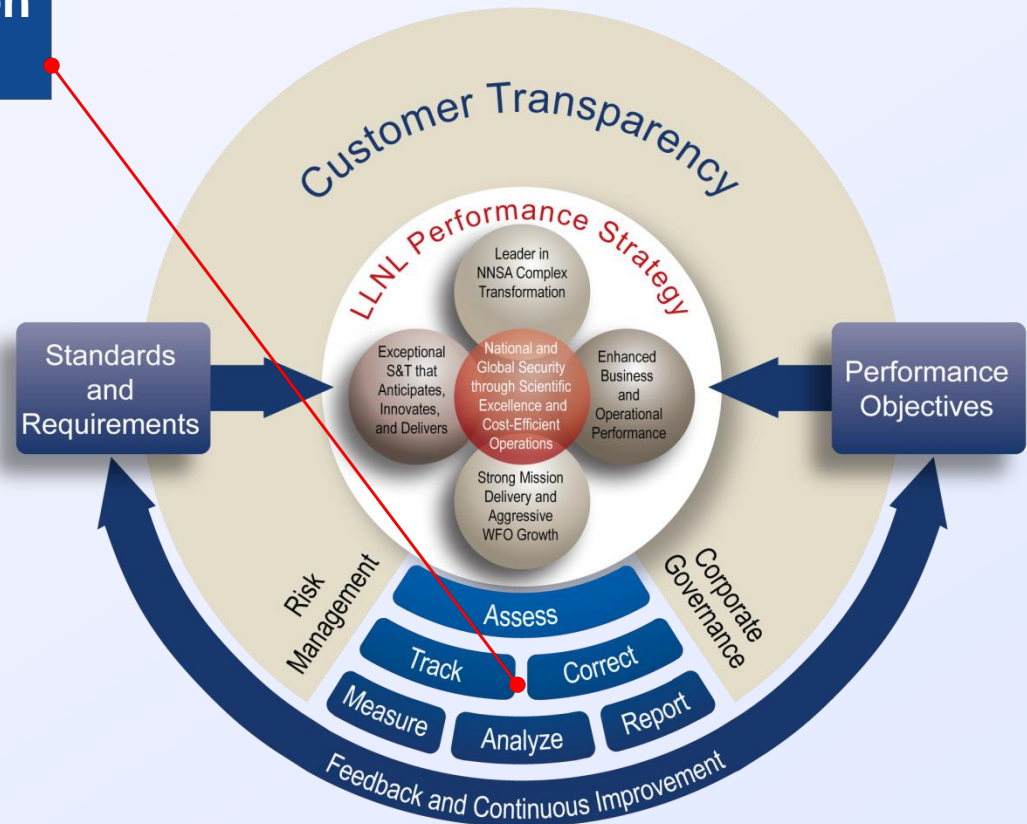 Customer Transparency
LLNL Performance Strategy
Leader in
NNSA Complex
Transformation
Exceptional
S&T that
Anticipates,
Innovates,
and Delivers
National and
Global Security
through Scientific
Excellence and
Cost-Efficient
Operations
Enhanced
Business
and
Operational
Performance
Strong Mission
Delivery and
Aggressive
WFO Growth
Standards
and
Requirements
Performance
Objectives
Risk
Management
Corporate
Governance
Assess
Track
Correct
Measure
Analyze
Report
Feedback and Continuous Improvement